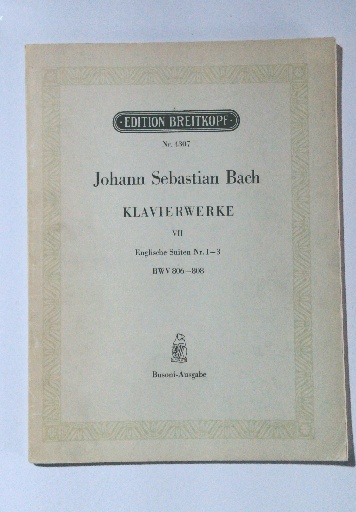 EDITION BREITKOPF
Nr. 4307
Johann Sebastian Bach
KLAVIERWERKE
VII
Englische Suiten Nr. 1–3
BWV 806–808
Busoni-Ausgabe